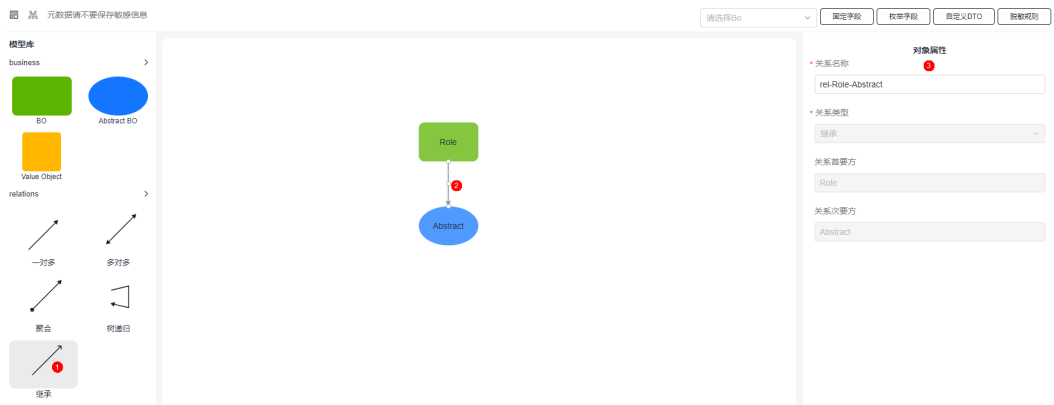 元数据请不要保存敏感信息
请选择Bo
固定字段
枚举字段
自定义DTO
脱敏规则
模型库
business
BO
Abstract BO
Value Object
relations
一对多
多对多
聚合
树递归
1
继承
Role
2
Abstract
对象属性
* 关系名称
3
rel-Role-Abstract
* 关系类型
继承
关系首要方
Role
关系次要方
Abstract